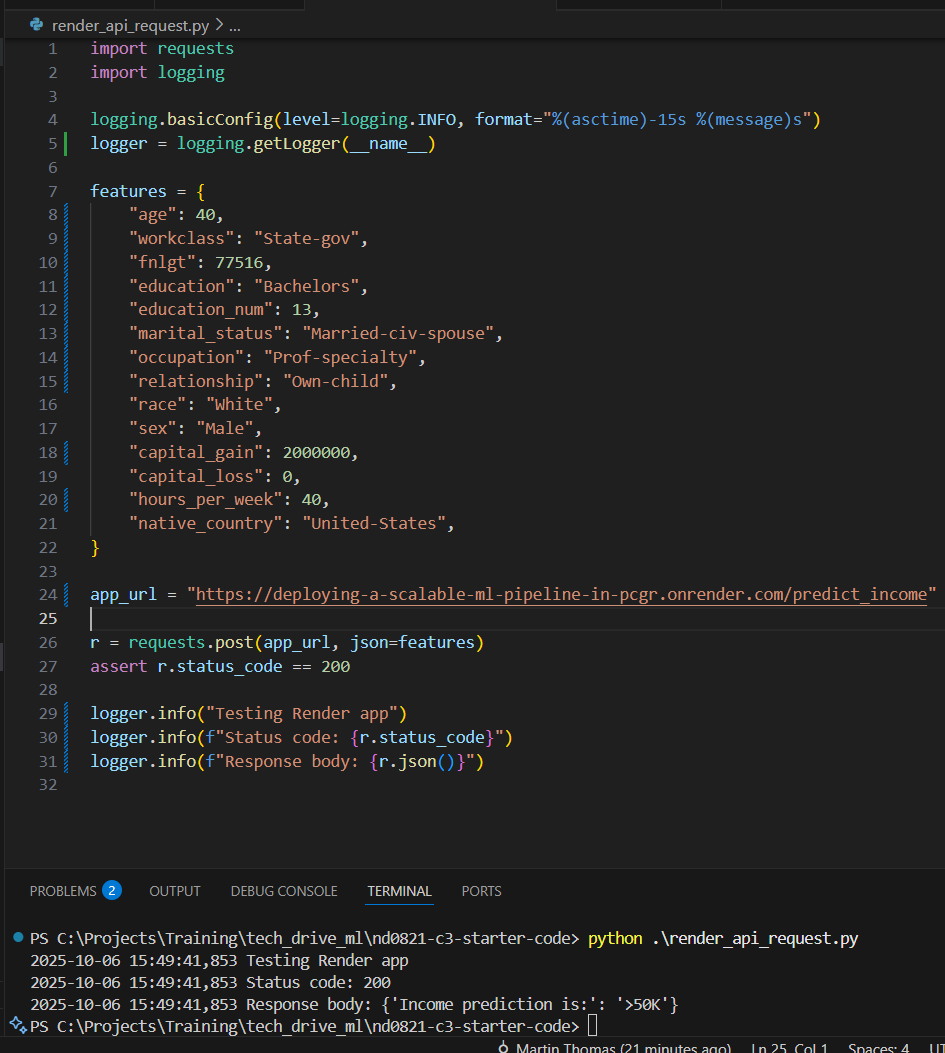 render_api_request.py > ...
1 import requests
2 import logging
3
4 logging.basicConfig(level=logging.INFO, format="%(asctime)-15s %(message)s")
5 logger = logging.getLogger(__name__)
6
7 features = {
8     "age": 40,
9     "workclass": "State-gov",
10     "fnlgt": 77516,
11     "education": "Bachelors",
12     "education_num": 13,
13     "marital_status": "Married-civ-spouse",
14     "occupation": "Prof-specialty",
15     "relationship": "Own-child",
16     "race": "White",
17     "sex": "Male",
18     "capital_gain": 2000000,
19     "capital_loss": 0,
20     "hours_per_week": 40,
21     "native_country": "United-States",
22 }
23
24 app_url = "https://deploying-a-scalable-ml-pipeline-in-pcgr.onrender.com/predict_income"
25
26 r = requests.post(app_url, json=features)
27 assert r.status_code == 200
28
29 logger.info("Testing Render app")
30 logger.info(f"Status code: {r.status_code}")
31 logger.info(f"Response body: {r.json()}")
32
PROBLEMS 2 OUTPUT DEBUG CONSOLE TERMINAL PORTS
PS C:\Projects\Training\tech_drive_ml\nd0821-c3-starter-code> python .\render_api_request.py
2025-10-06 15:49:41,853 Testing Render app
2025-10-06 15:49:41,853 Status code: 200
2025-10-06 15:49:41,853 Response body: {'Income prediction is:': '>50K'}
PS C:\Projects\Training\tech_drive_ml\nd0821-c3-starter-code>
Martin Thomas (21 minutes ago) Ln 25, Col 1 Spaces: 4